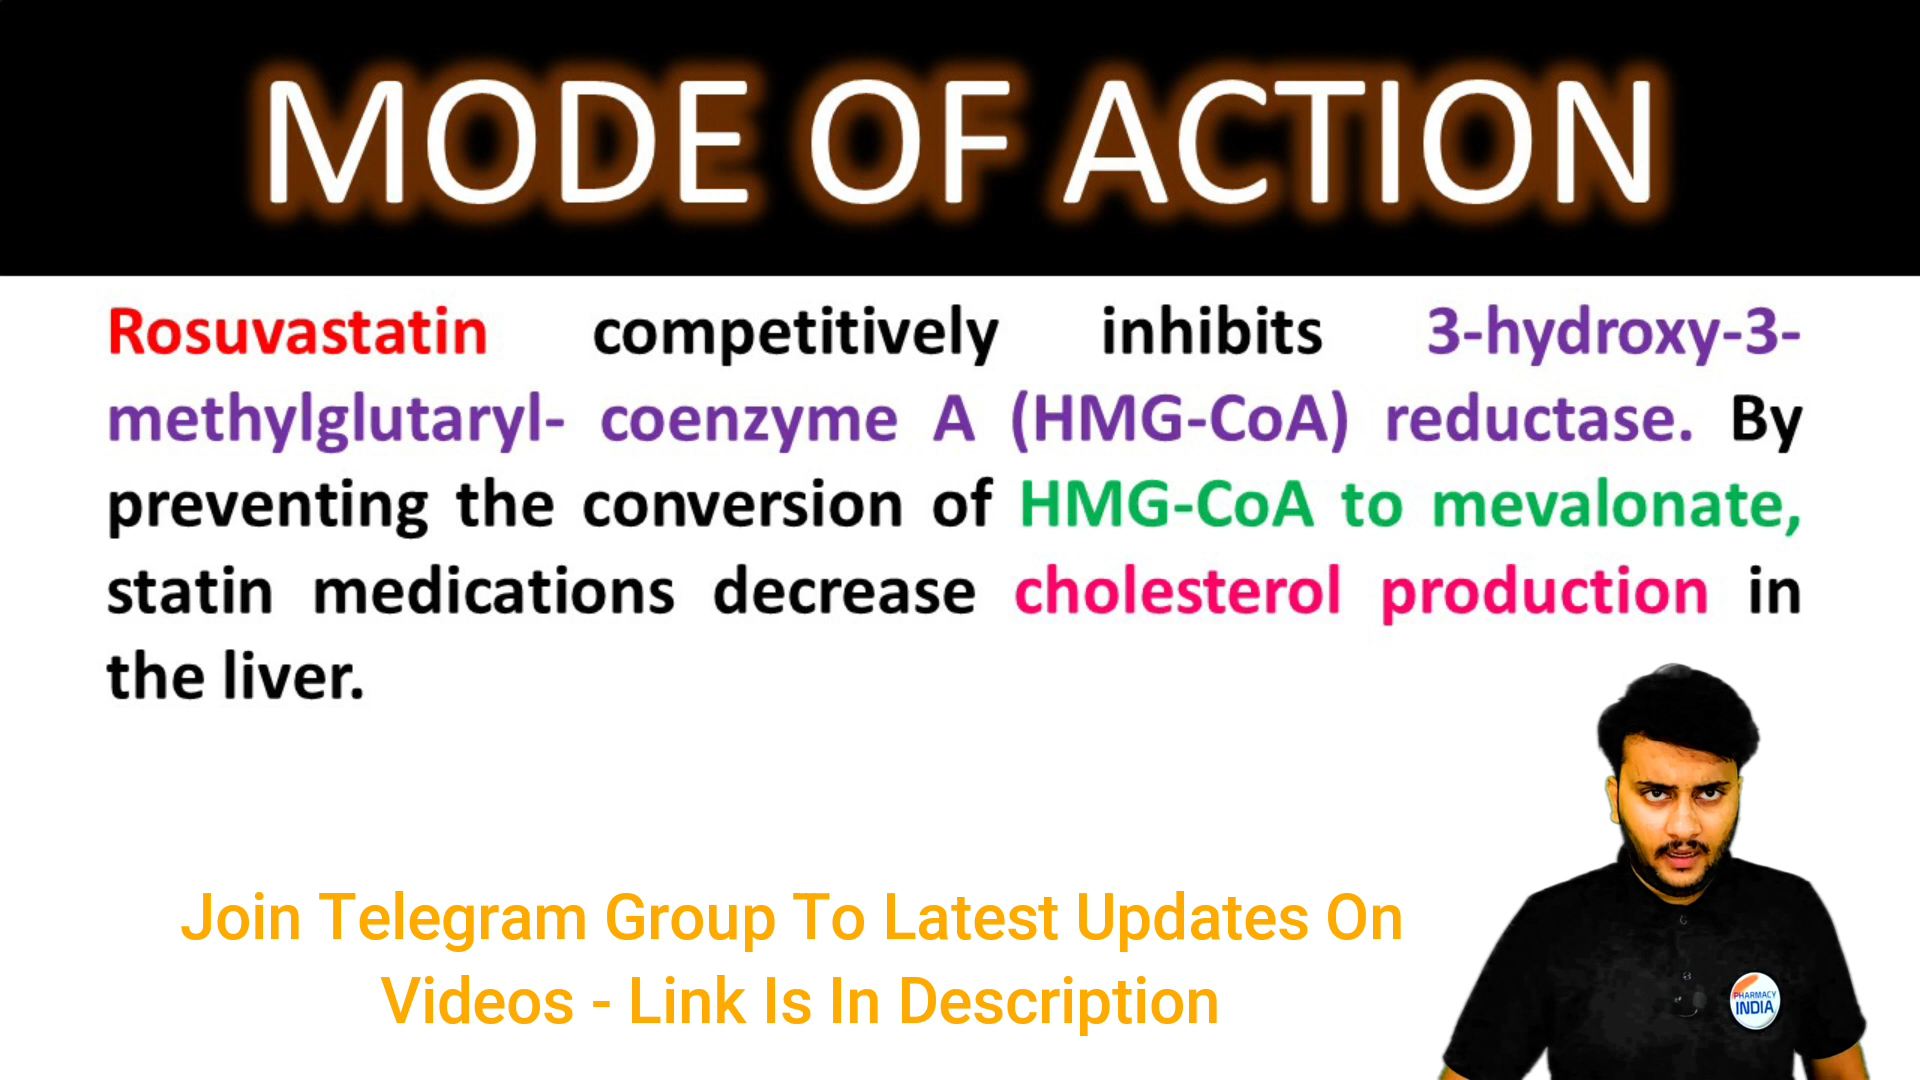 MODE OF ACTION
Rosuvastatin competitively inhibits 3-hydroxy-3-
methylglutaryl- coenzyme A (HMG-CoA) reductase. By
preventing the conversion of HMG-CoA to mevalonate,
statin medications decrease cholesterol production in
the liver.
Join Telegram Group To Latest Updates On
Videos - Link Is In Description
PHARMACY
INDIA